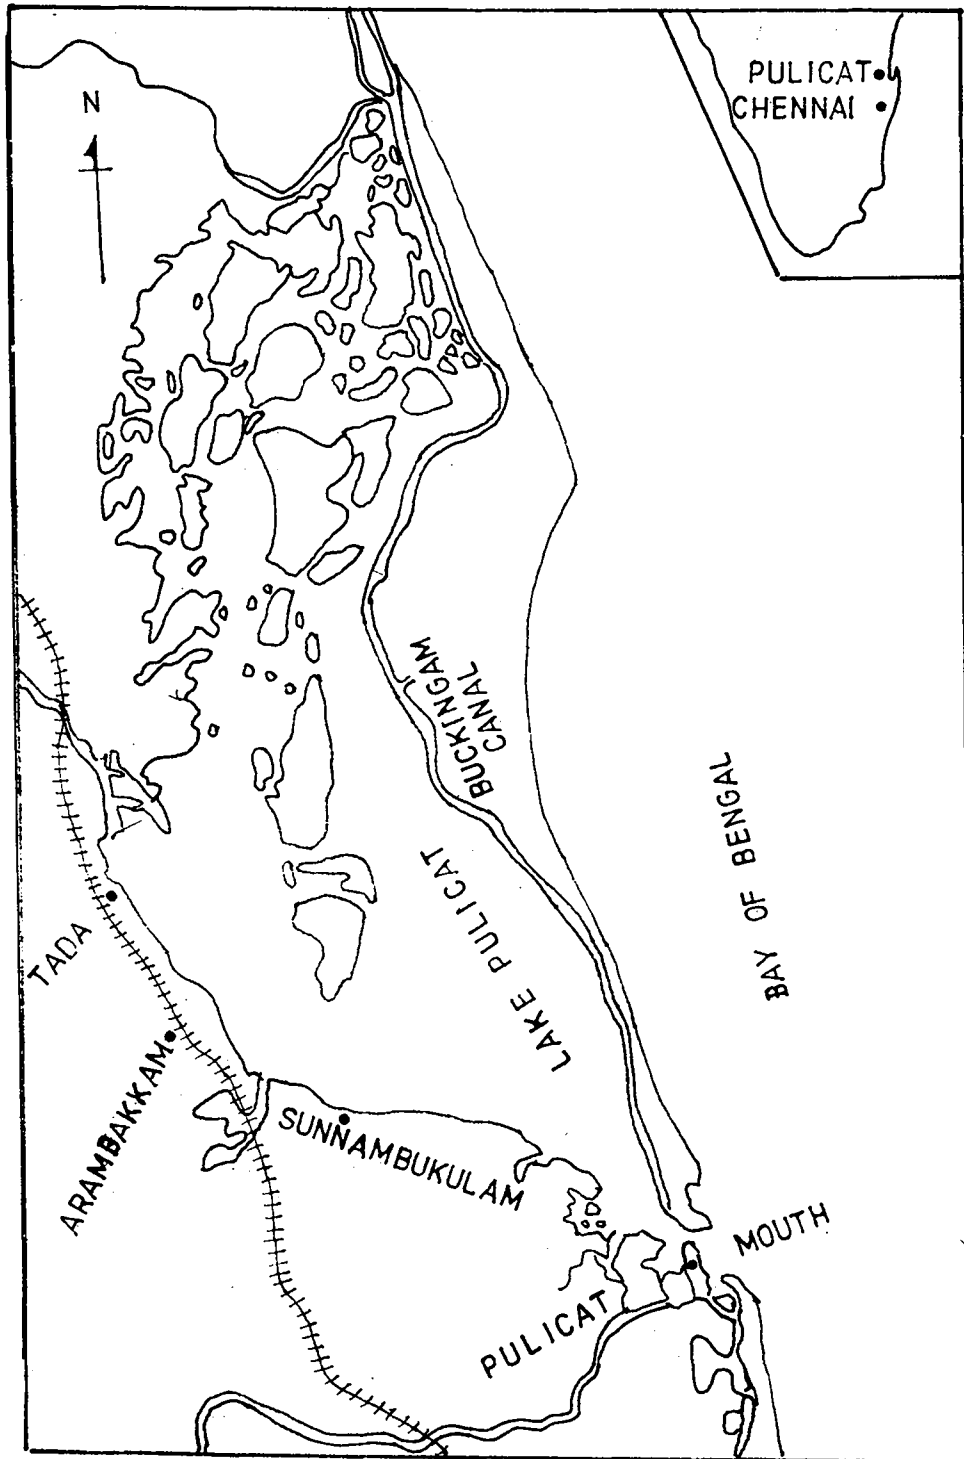 PULICAT
CHENNAI
N
BUCKINGAM
CANAL
LAKE PULICAT
BAY OF BENGAL
TADA
ARAMBAKKAM
SUNNAMBUKULAM
MOUTH
PULICAT